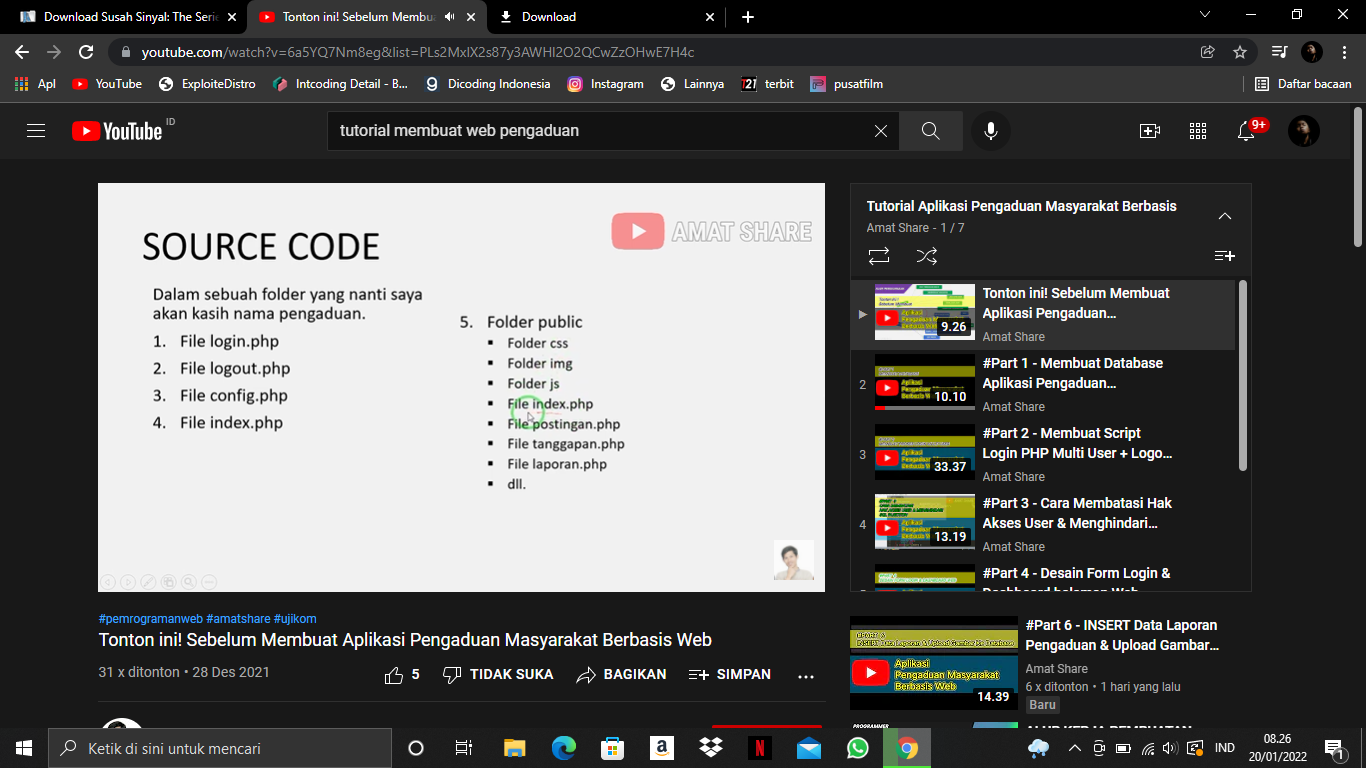 Download Susah Sinyal: The Serie
Tonton ini! Sebelum Membu
Download
youtube.com/watch?v=6a5YQ7Nm8eg&list=PLs2MxlX2s87y3AWHI2O2QCwZzOHwE7H4c
Apl
YouTube
ExploiteDistro
Intcoding Detail - B...
Dicoding Indonesia
Instagram
Lainnya
terbit
pusatfilm
Daftar bacaan
YouTube ID
tutorial membuat web pengaduan
9+
SOURCE CODE
AMAT SHARE
Dalam sebuah folder yang nanti saya
akan kasih nama pengaduan.
1. File login.php
2. File logout.php
3. File config.php
4. File index.php
5. Folder public
▪ Folder css
▪ Folder img
▪ Folder js
▪ File index.php
▪ File postingan.php
▪ File tanggapan.php
▪ File laporan.php
▪ dll.
#pemrogramanweb #amatshare #ujikom
Tonton ini! Sebelum Membuat Aplikasi Pengaduan Masyarakat Berbasis Web
31 x ditonton • 28 Des 2021
5
TIDAK SUKA
BAGIKAN
SIMPAN
Tutorial Aplikasi Pengaduan Masyarakat Berbasis
Amat Share - 1 / 7
9.26
Tonton ini! Sebelum Membuat
Aplikasi Pengaduan...
Amat Share
2
10.10
#Part 1 - Membuat Database
Aplikasi Pengaduan...
Amat Share
3
33.37
#Part 2 - Membuat Script
Login PHP Multi User + Logo...
Amat Share
4
13.19
#Part 3 - Cara Membatasi Hak
Akses User & Menghindari...
Amat Share
#Part 4 - Desain Form Login &
Aplikasi
Pengaduan Masyarakat
Berbasis Web
14.39
#Part 6 - INSERT Data Laporan
Pengaduan & Upload Gambar...
Amat Share
6 x ditonton • 1 hari yang lalu
Baru
PROGRAMMER
Ketik di sini untuk mencari
IND
08.26
20/01/2022
1